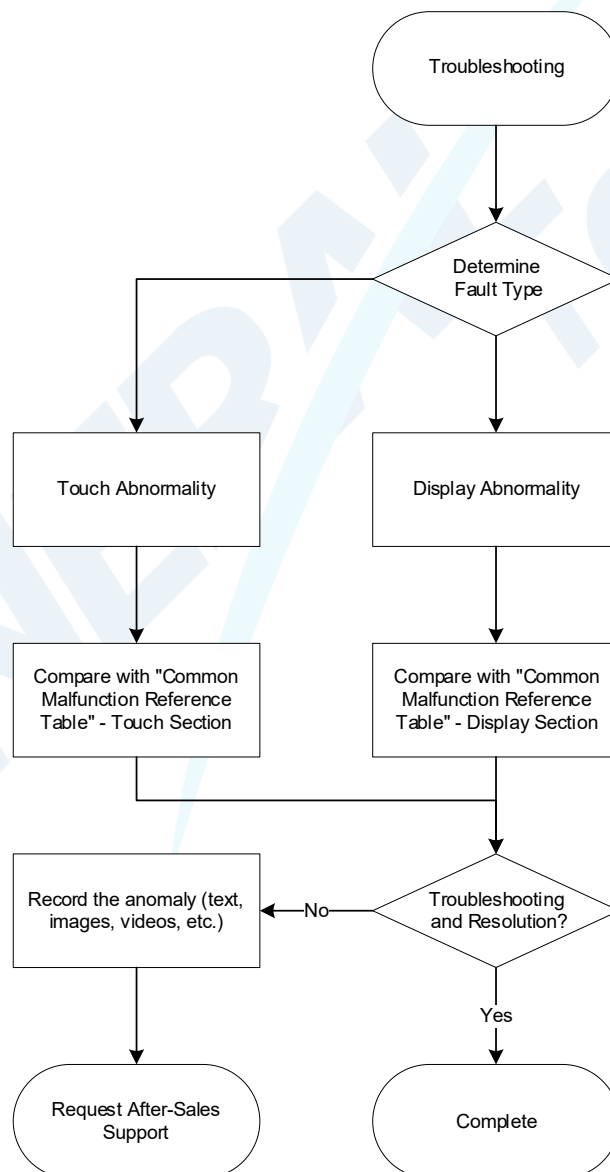 Troubleshooting
Determine
Fault Type
Touch Abnormality
Display Abnormality
Compare with "Common
Malfunction Reference
Table" - Touch Section
Compare with "Common
Malfunction Reference
Table" - Display Section
Record the anomaly (text,
images, videos, etc.)
No
Troubleshooting
and Resolution?
Yes
Request After-Sales
Support
Complete